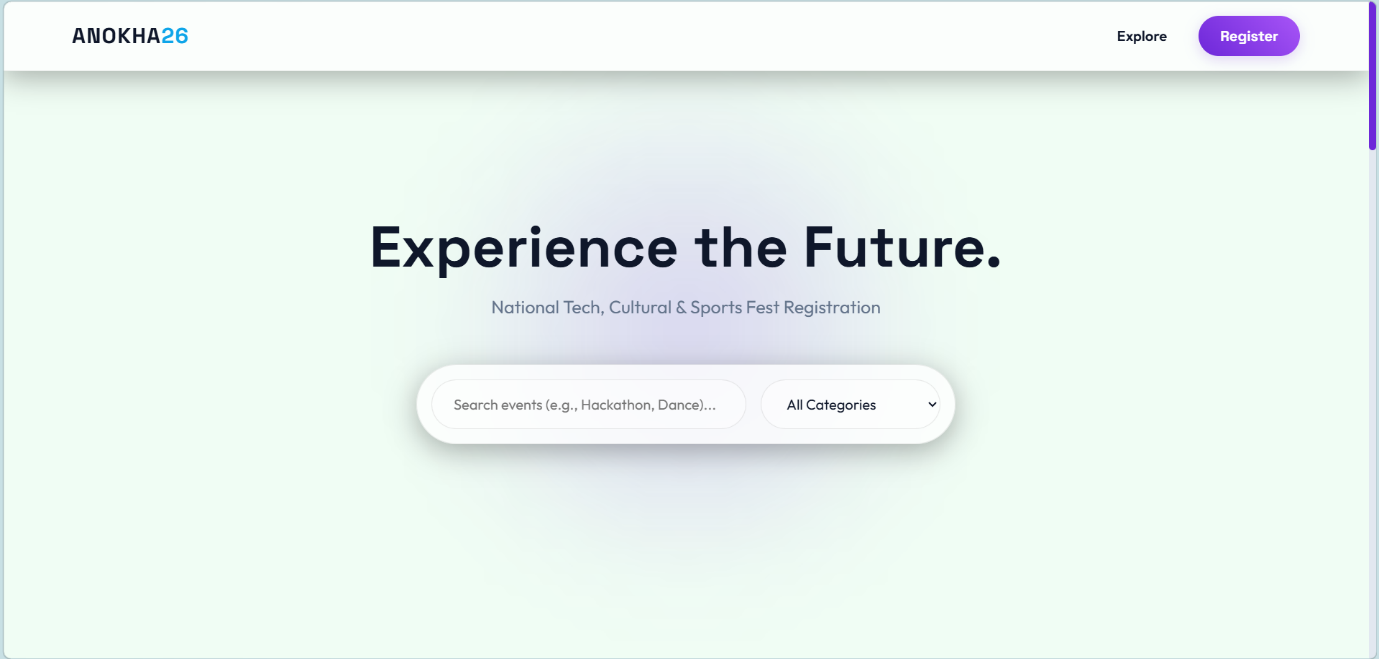 ANOKHA26
Explore
Register
Experience the Future.
National Tech, Cultural & Sports Fest Registration
Search events (e.g., Hackathon, Dance)...
All Categories